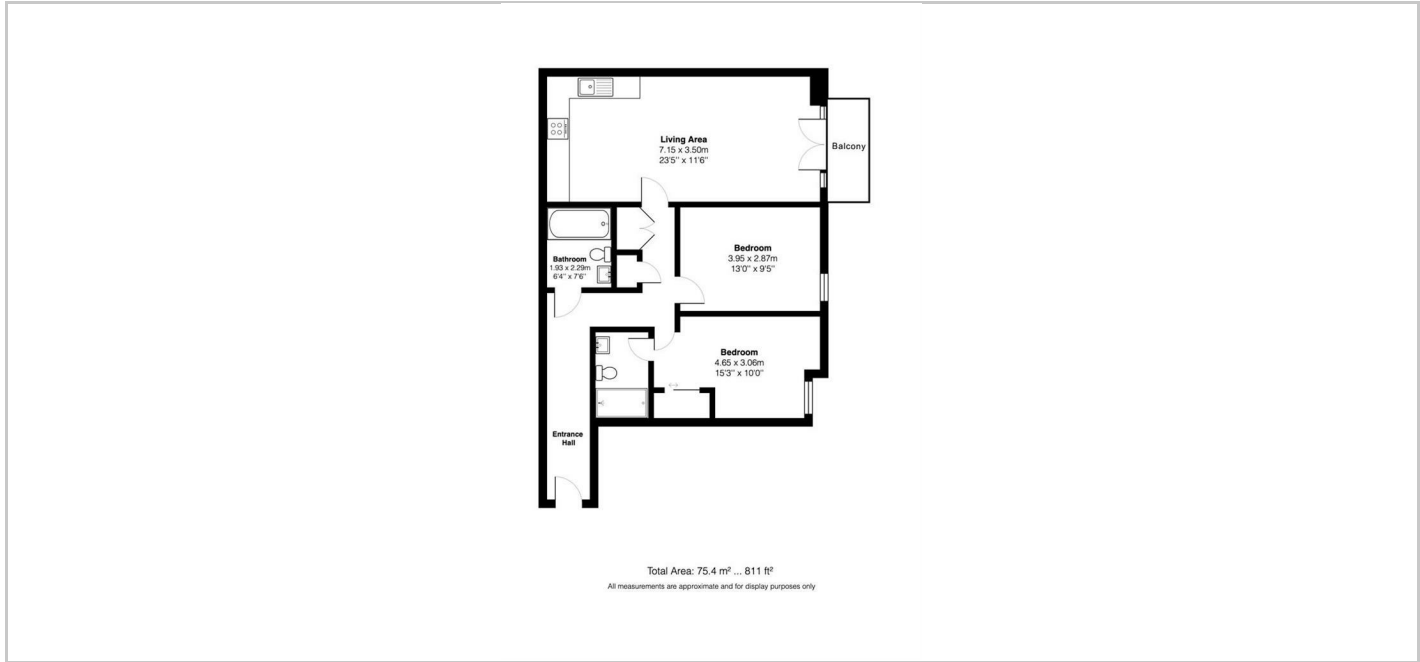 Living Area
7.15 x 3.50m
23'5'' x 11'6''
Balcony
Bedroom
3.95 x 2.87m
13'0'' x 9'5''
Bathroom
1.93 x 2.29m
6'4'' x 7'6''
Bedroom
4.65 x 3.06m
15'3'' x 10'0''
Entrance
Hall
Total Area: 75.4 m² ... 811 ft²
All measurements are approximate and for display purposes only